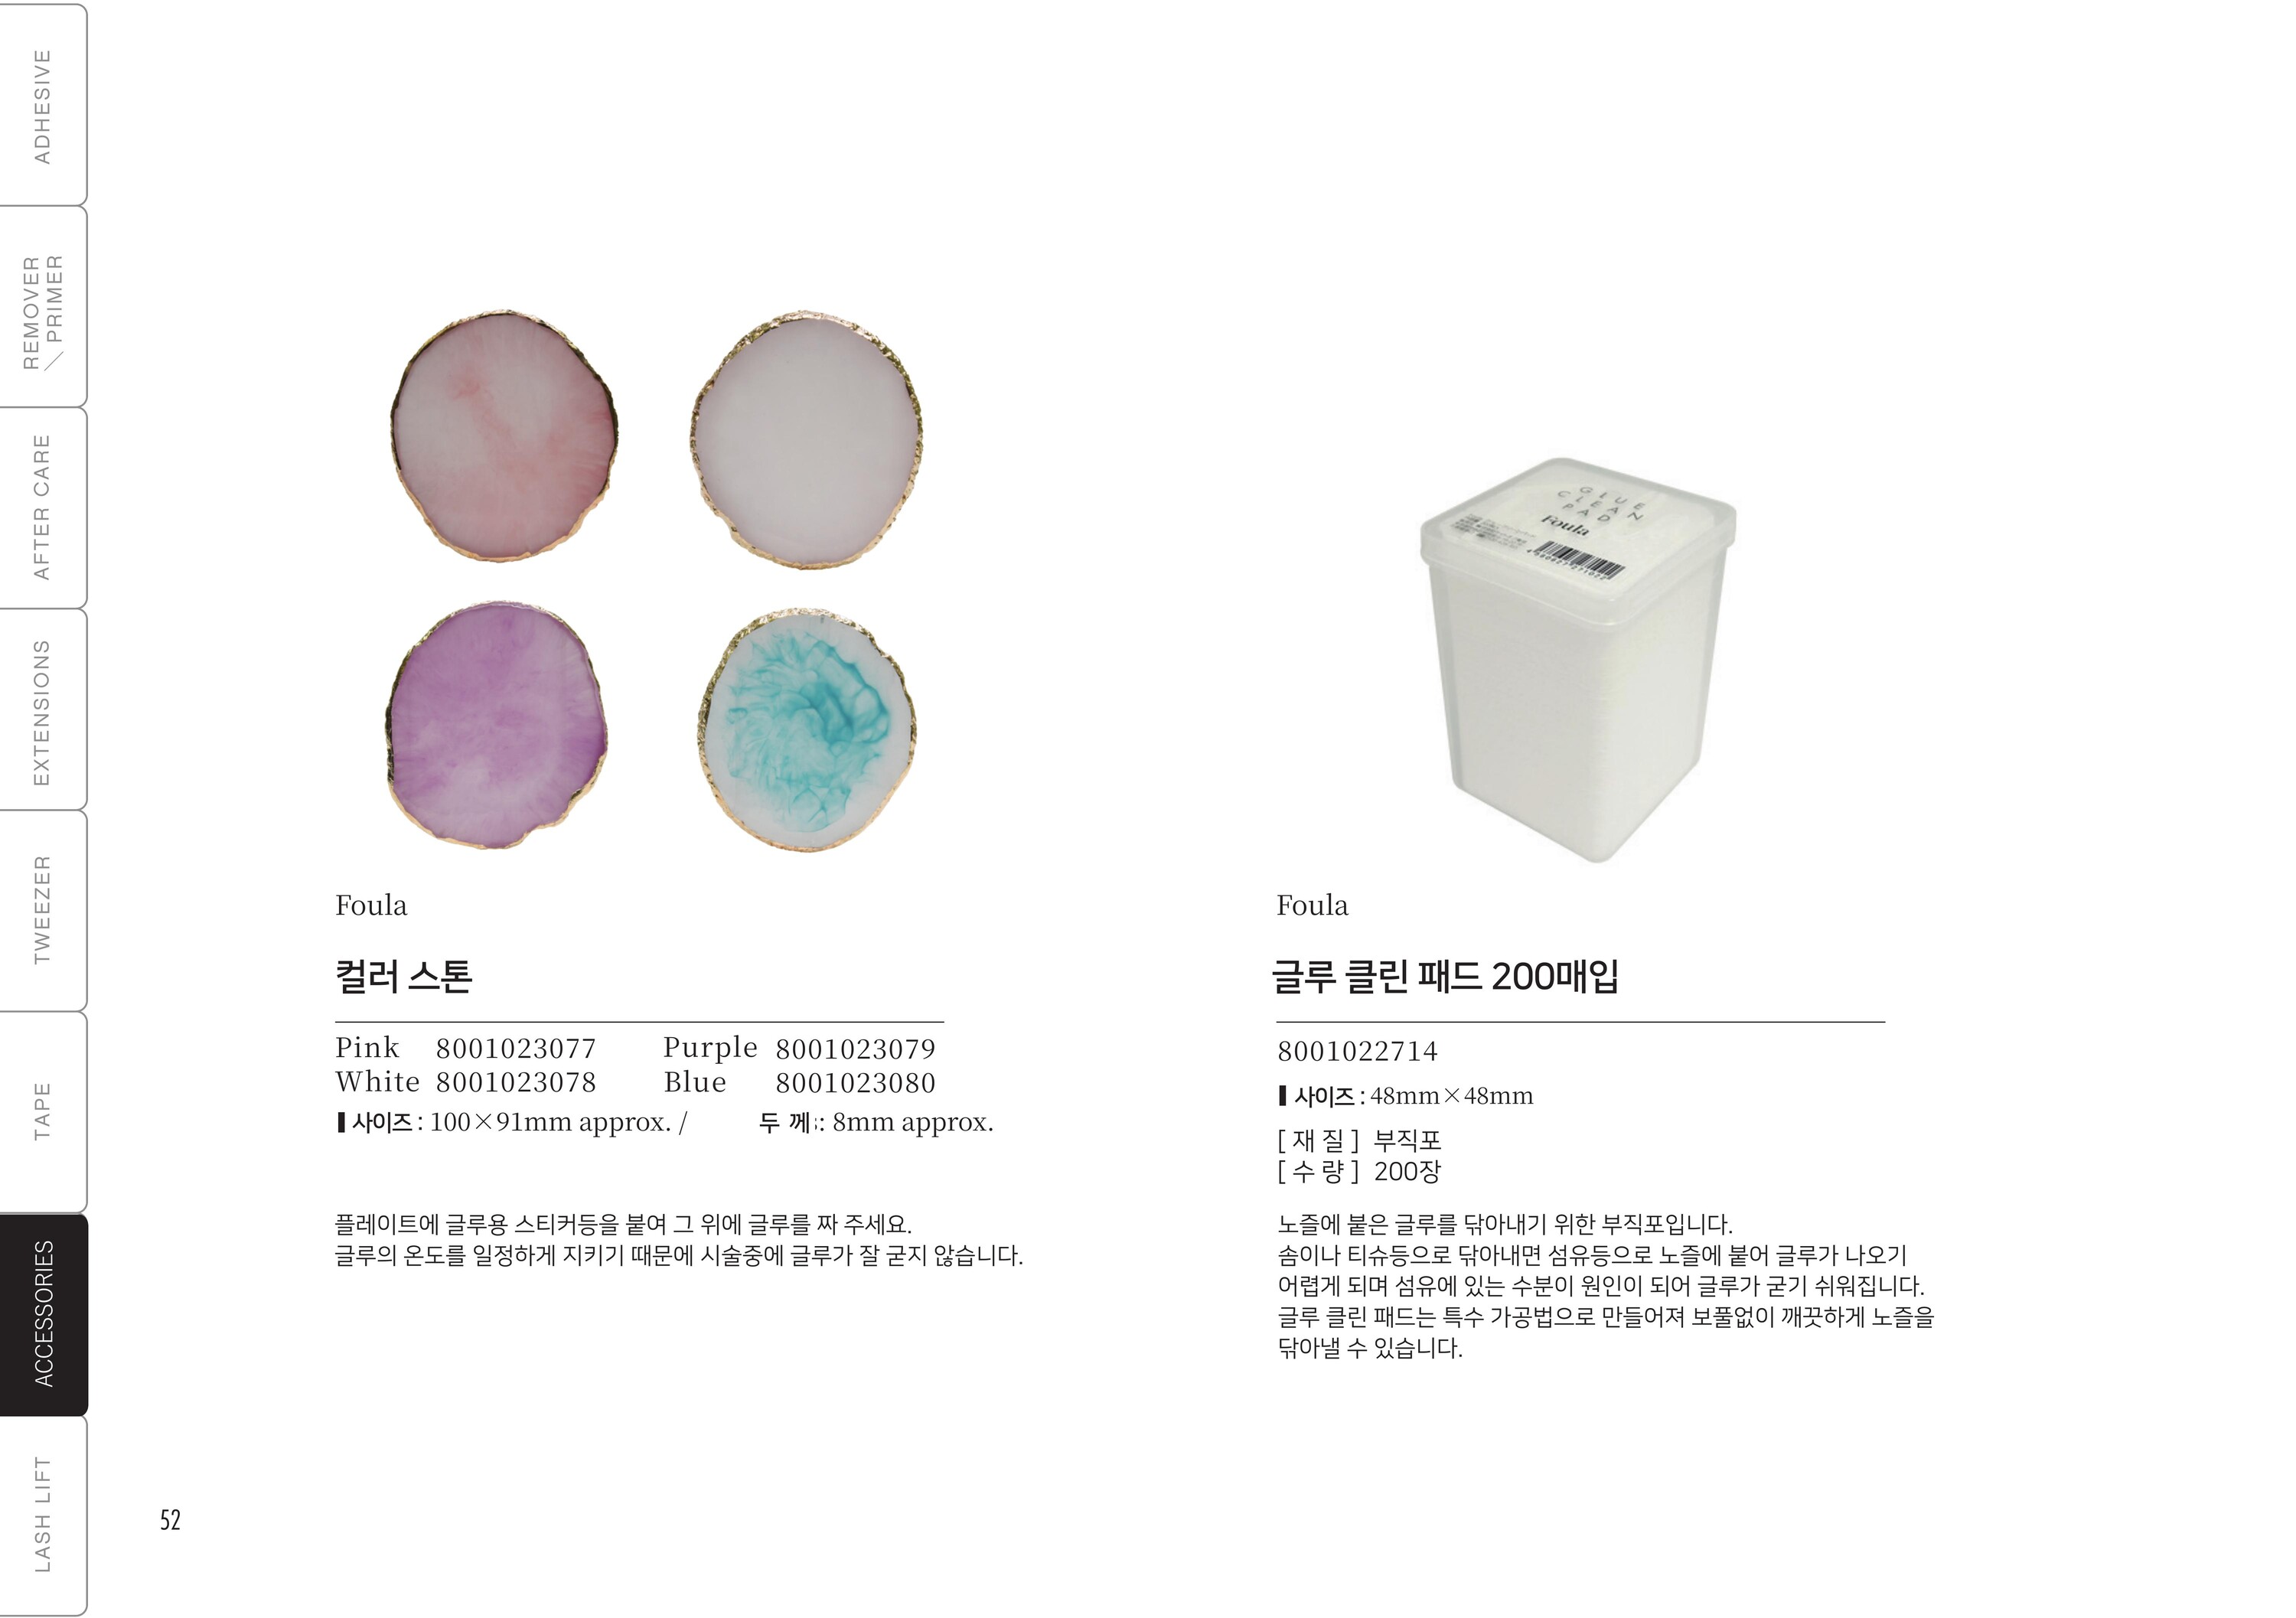 ADHESIVE
REMOVER
/ PRIMER
AFTER CARE
EXTENSIONS
TWEEZER
TAPE
ACCESSORIES
LASH LIFT
Foula
컬러 스톤
Pink 8001023077 Purple 8001023079
White 8001023078 Blue 8001023080
사이즈 : 100×91mm approx. / 두 께 : 8mm approx.
플레이트에 글루용 스티커등을 붙여 그 위에 글루를 짜 주세요.
글루의 온도를 일정하게 지키기 때문에 시술중에 글루가 잘 굳지 않습니다.
GLUE
CLEAN
PAD
Foula
Foula
글루 클린 패드 200매입
8001022714
사이즈 : 48mm×48mm
[ 재 질 ] 부직포
[ 수 량 ] 200장
노즐에 붙은 글루를 닦아내기 위한 부직포입니다.
솜이나 티슈등으로 닦아내면 섬유등으로 노즐에 붙어 글루가 나오기
어렵게 되며 섬유에 있는 수분이 원인이 되어 글루가 굳기 쉬워집니다.
글루 클린 패드는 특수 가공법으로 만들어져 보풀없이 깨끗하게 노즐을
닦아낼 수 있습니다.
52